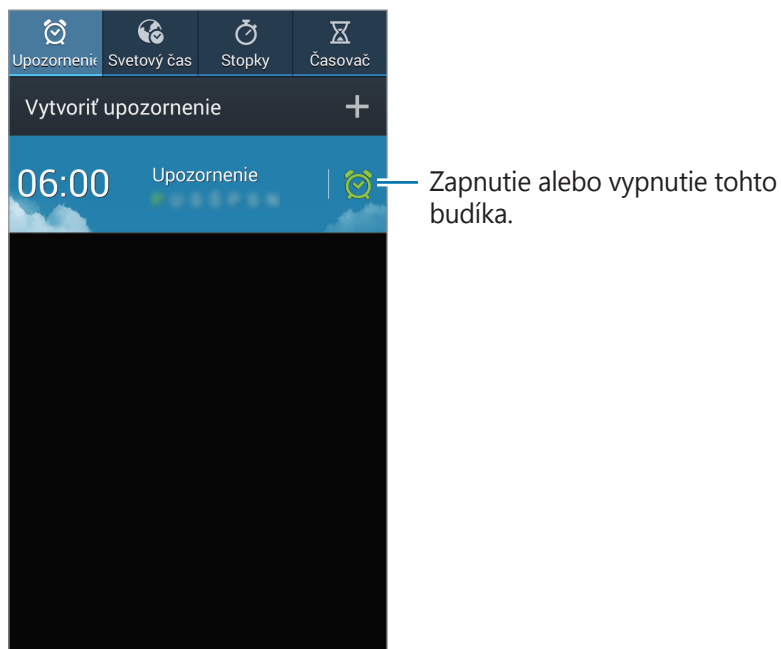 Upozornenie Svetový čas Stopky Časovač
Vytvoriť upozornenie
06:00 Upozornenie
Zapnutie alebo vypnutie tohto
budíka.